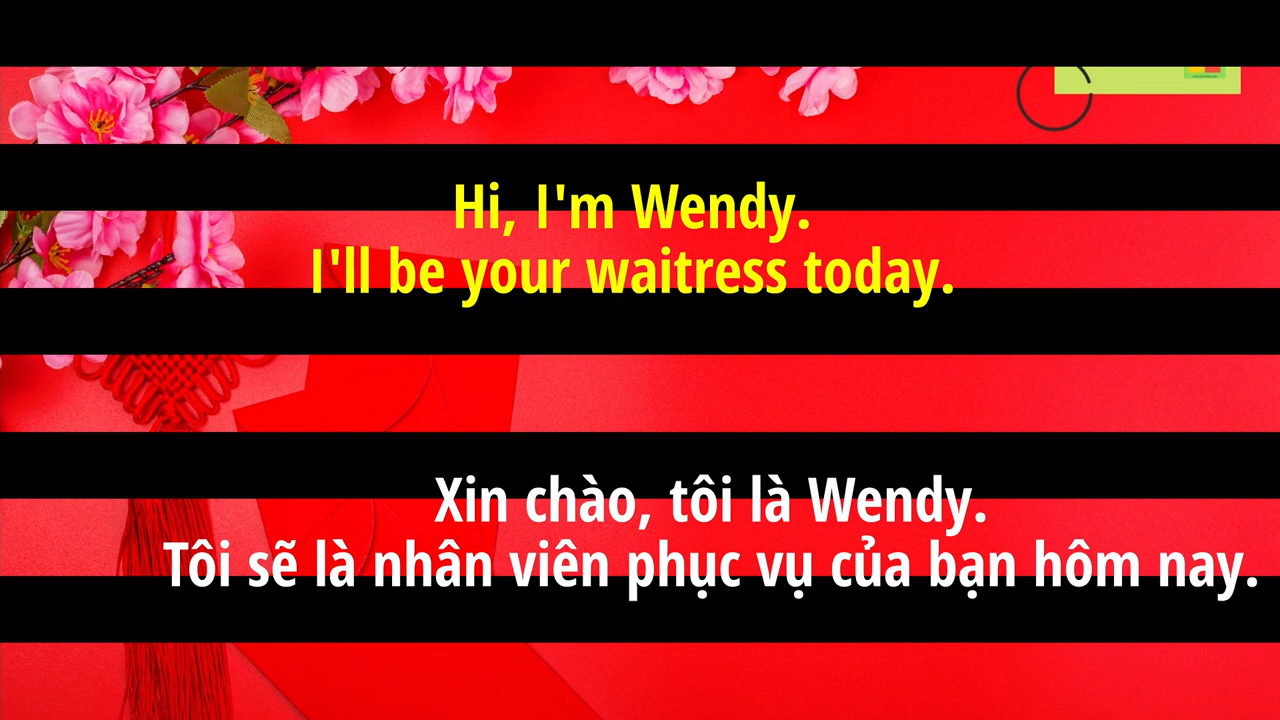 Hi, I'm Wendy.
I'll be your waitress today.
Xin chào, tôi là Wendy.
Tôi sẽ là nhân viên phục vụ của bạn hôm nay.